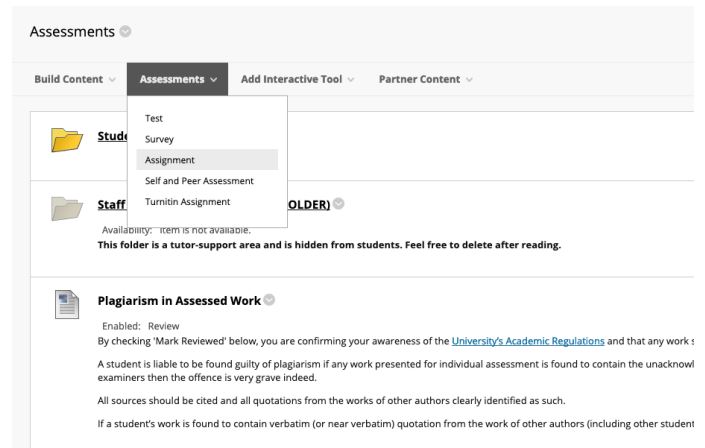 Assessments
Build Content Assessments Add Interactive Tool Partner Content
Test
Survey
Assignment
Self and Peer Assessment
Turnitin Assignment
Staff OLDER)
Availability: Item is not available.
This folder is a tutor-support area and is hidden from students. Feel free to delete after reading.
Plagiarism in Assessed Work
Enabled: Review
By checking 'Mark Reviewed' below, you are confirming your awareness of the University's Academic Regulations and that any work
A student is liable to be found guilty of plagiarism if any work presented for individual assessment is found to contain the
examiners then the offence is very grave indeed.
All sources should be cited and all quotations from the works of other authors clearly identified as such.
If a student's work is found to contain verbatim (or near verbatim) quotation from the work of other authors (including other student